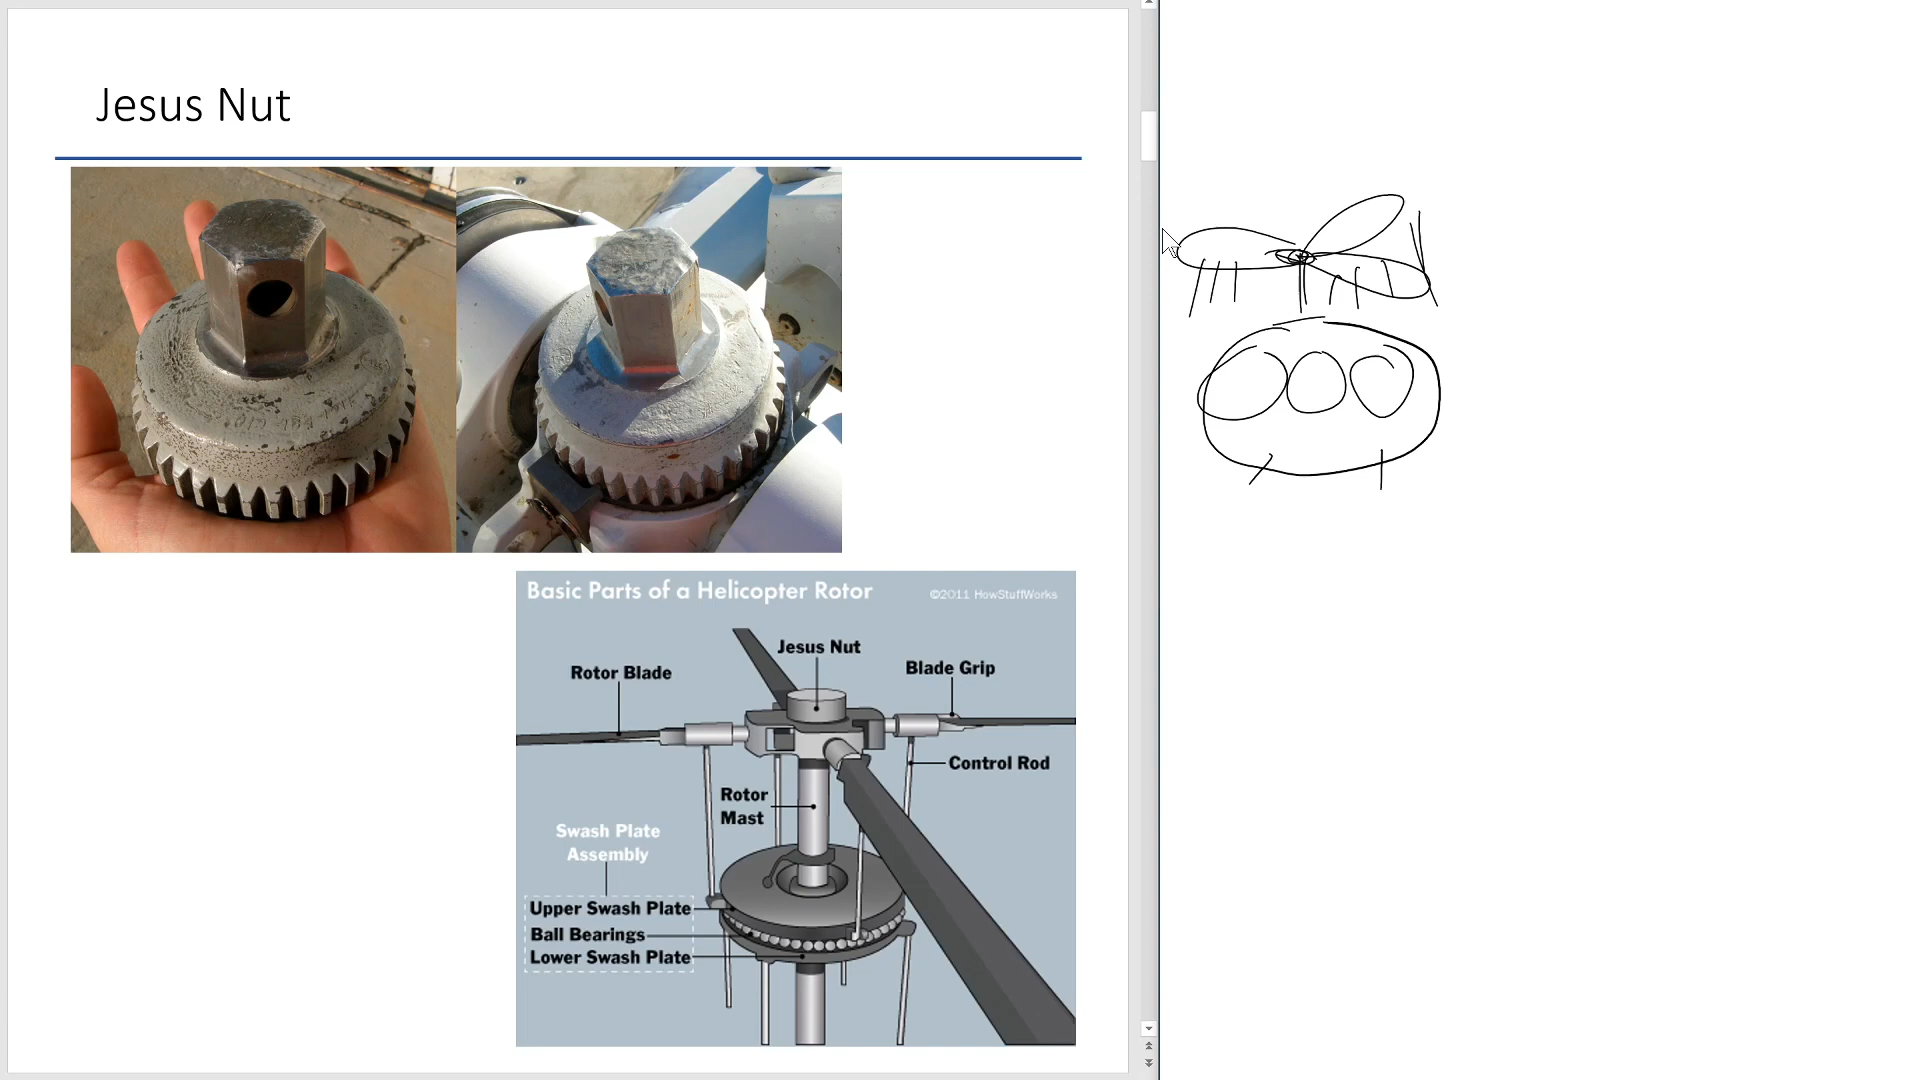 Jesus Nut
Basic Parts of a Helicopter Rotor
©2011 HowStuffWorks
Jesus Nut
Rotor Blade
Blade Grip
Control Rod
Rotor
Mast
Swash Plate
Assembly
Upper Swash Plate
Ball Bearings
Lower Swash Plate